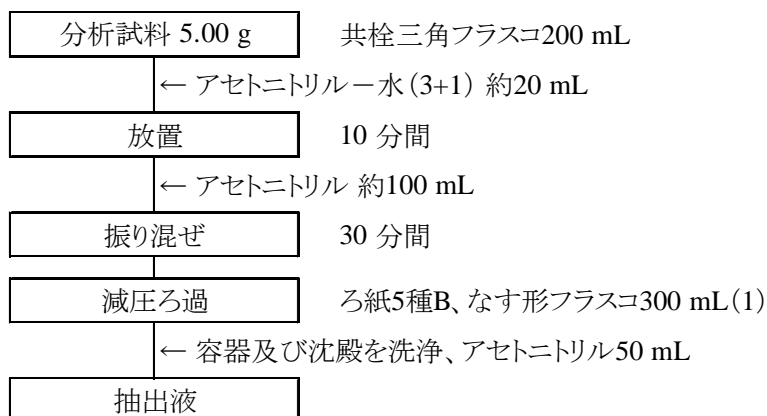 分析試料 5.00 g 共栓三角フラスコ200 mL
← アセトニトリル－水(3+1) 約20 mL
放置 10 分間
← アセトニトリル 約100 mL
振り混ぜ 30 分間
減圧ろ過 ろ紙5種B、なす形フラスコ300 mL(1)
← 容器及び沈殿を洗浄、アセトニトリル50 mL
抽出液